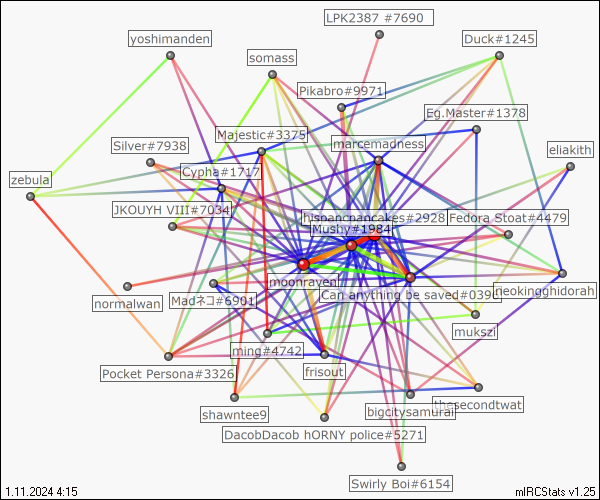 LPK2387 #7690
yoshimanden
Duck#1245
somass
Pikabro#9971
Eg.Master#1378
Majestic#3375
Silver#7938
marcemadness
eliakith
Cypha#1717
zebula
JKOUYH VIII#7034
hispanicpancakes#2928
Fedora Stoat#4479
Mushy#1984
moonraven
Can anything be saved#0390
neokingghidorah
normalwan
Madネコ#6901
mukszi
ming#4742
Pocket Persona#3326
frisout
shawntee9
bigcitysamurai
thasecondtwat
DacobDacob hORNY police#5271
Swirly Boi#6154
1.11.2024 4:15
mIRCStats v1.25